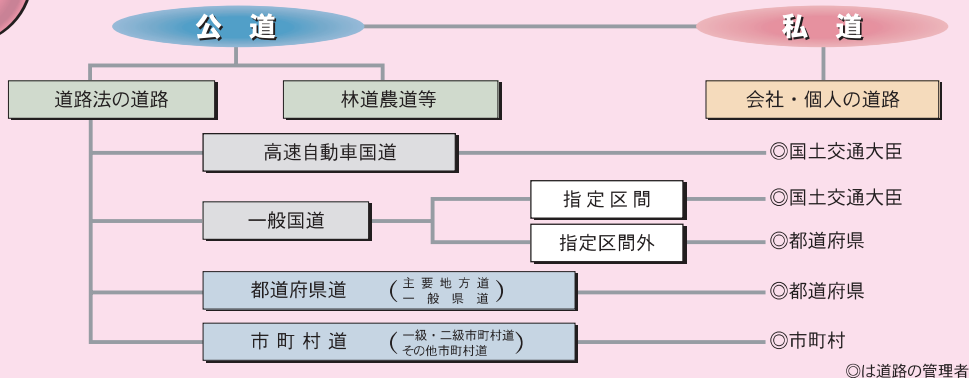 公 道
私 道
道路法の道路
林道農道等
会社・個人の道路
高速自動車国道
◎国土交通大臣
一般国道
指定区間
◎国土交通大臣
指定区間外
◎都道府県
都道府県道
(主要地方道
一般県道)
◎都道府県
市町村道
(一級・二級市町村道
その他市町村道)
◎市町村
◎は道路の管理者